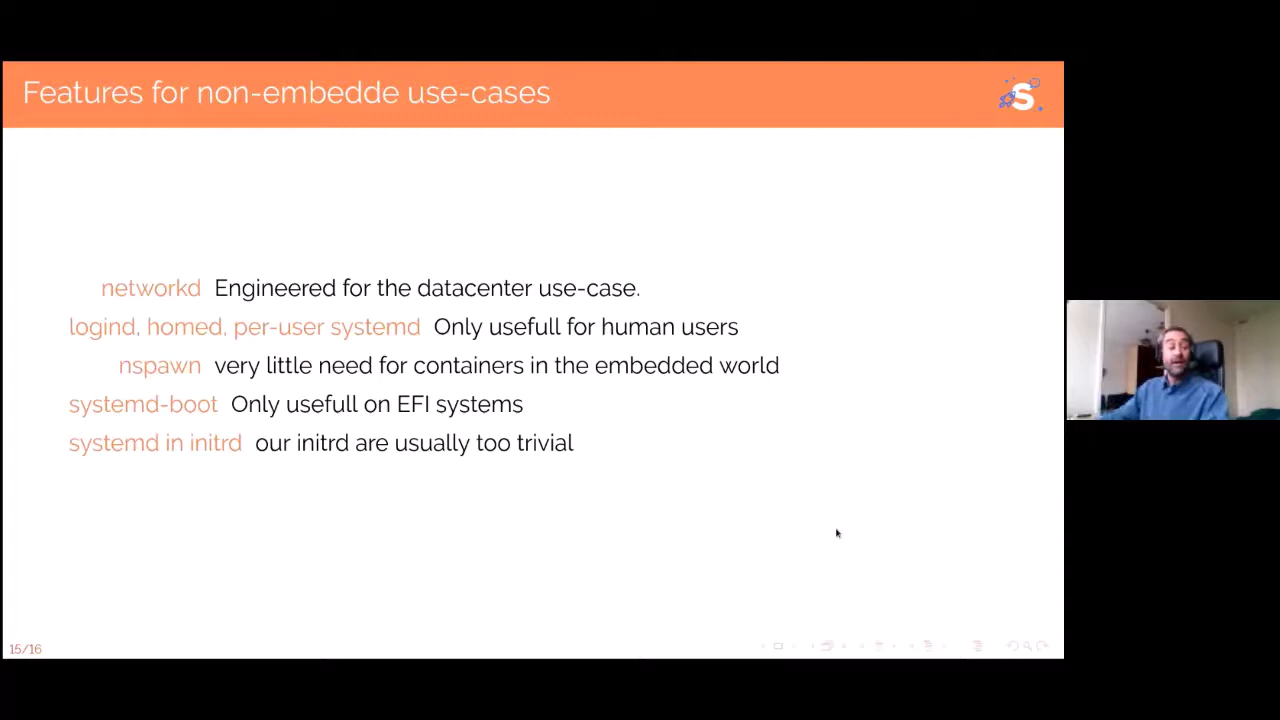 Features for non-embedde use-cases
S
networkd Engineered for the datacenter use-case.
logind, homed, per-user systemd Only usefull for human users
nspawn very little need for containers in the embedded world
systemd-boot Only usefull on EFI systems
systemd in initrd our initrd are usually too trivial
15/16